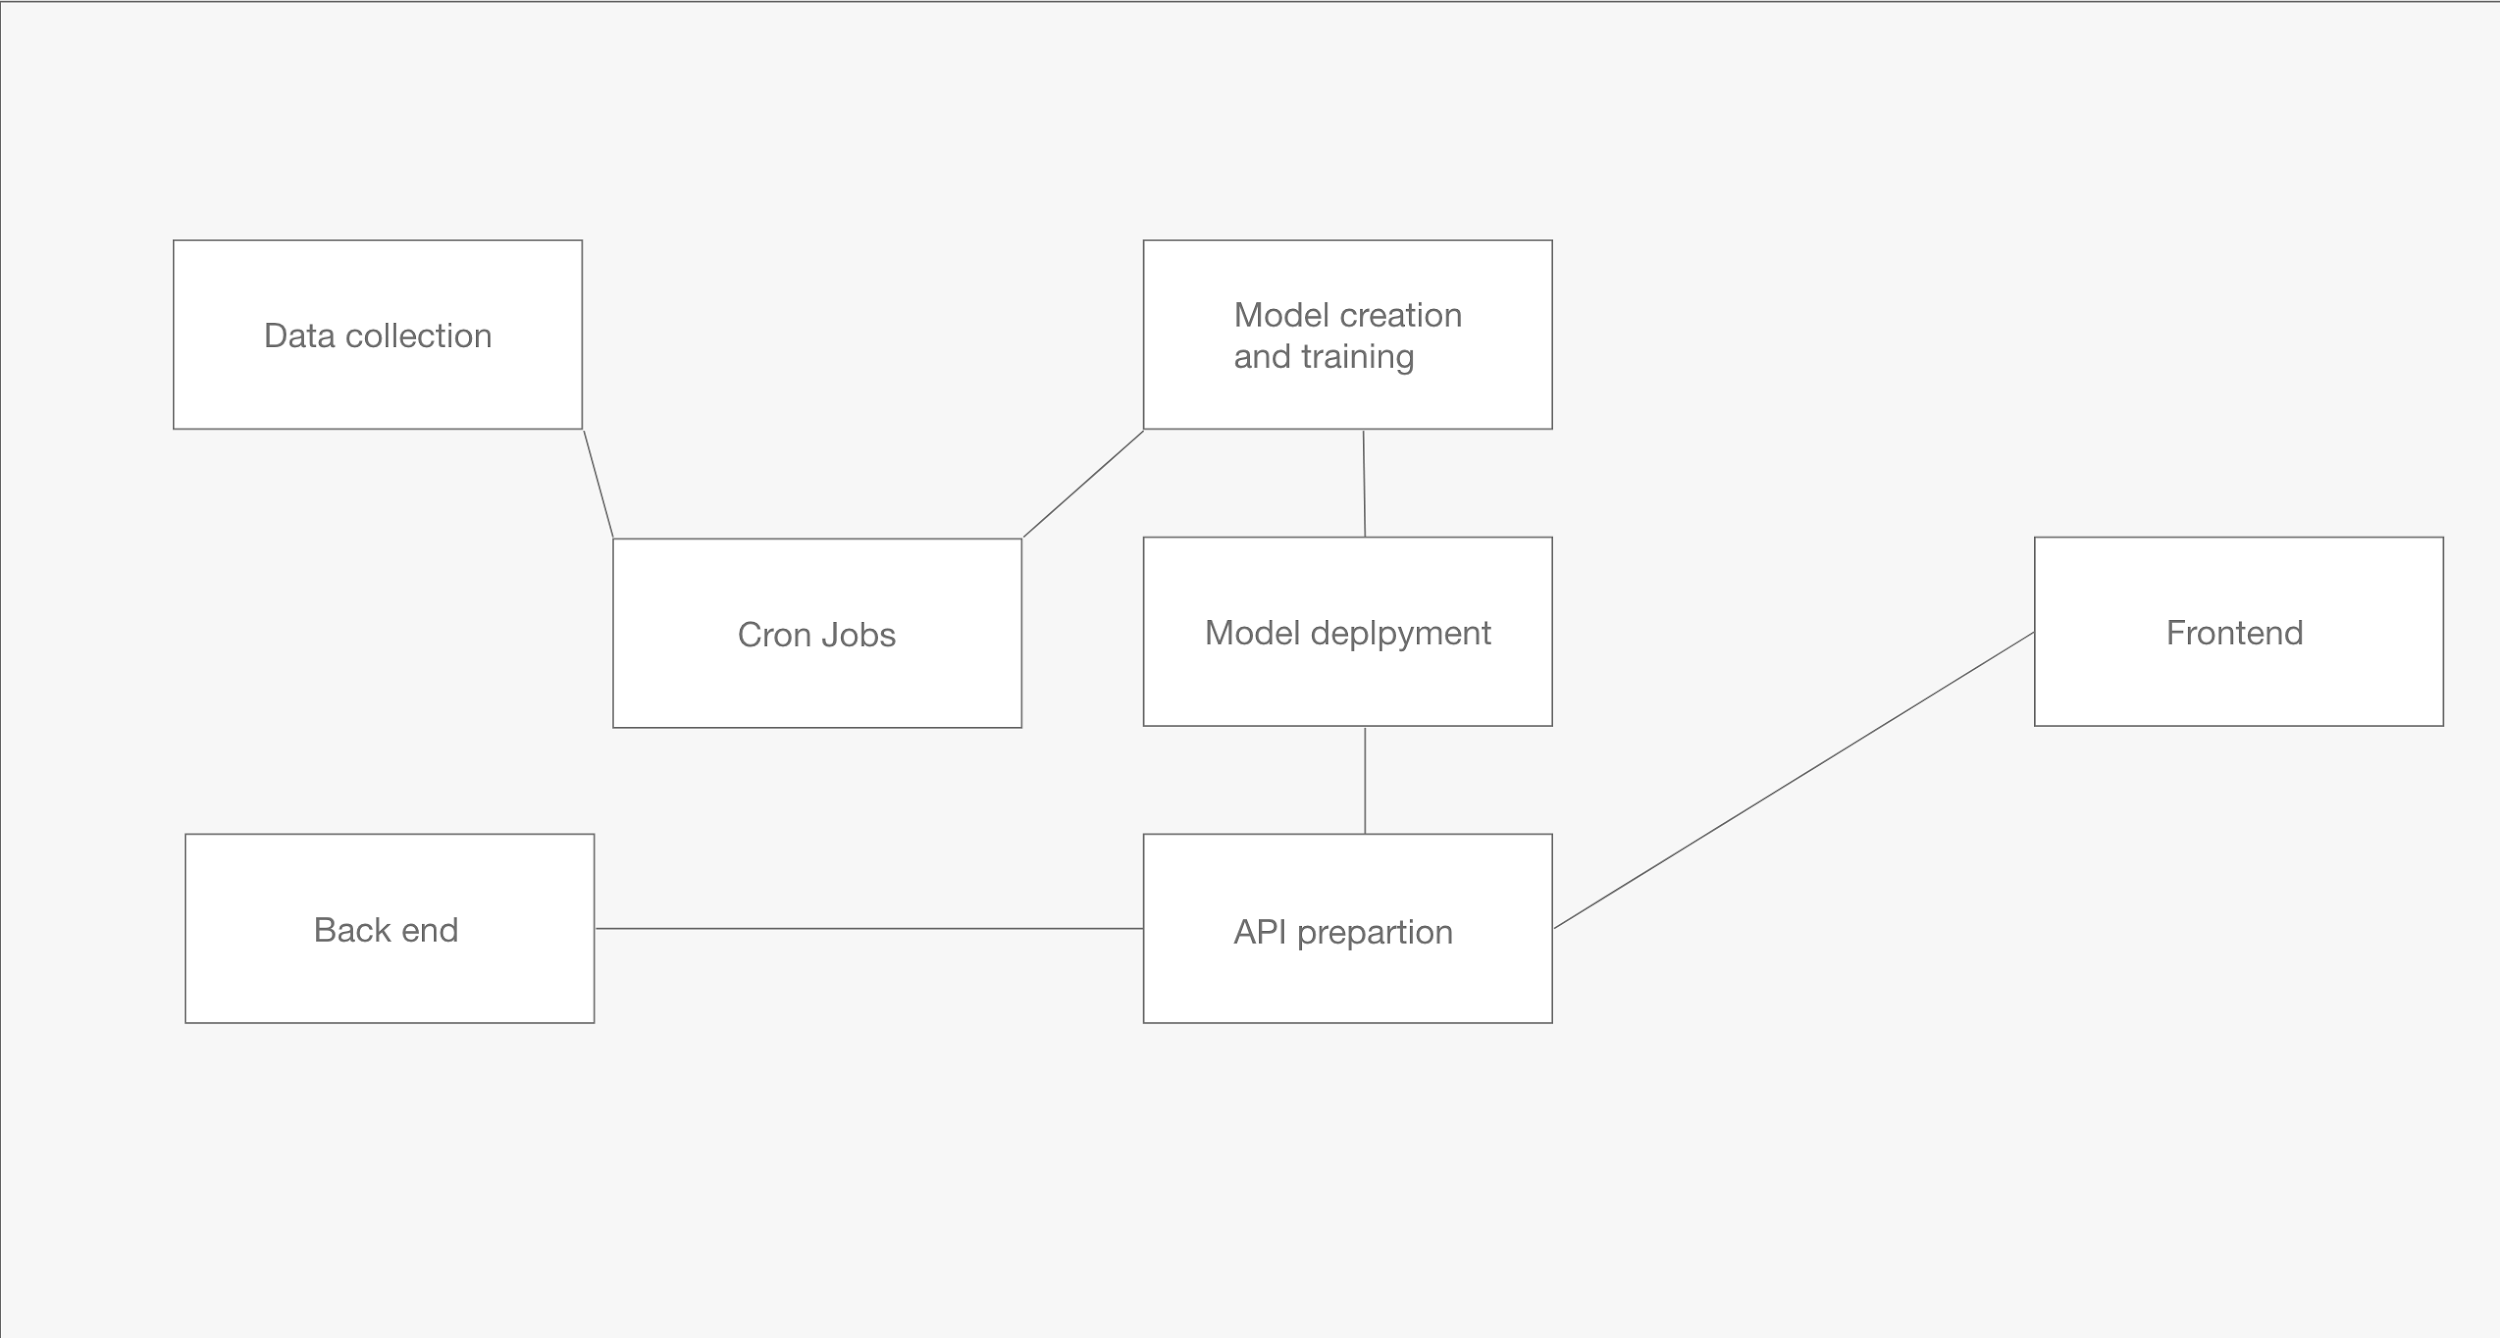 Data collection
Model creation
and training
Cron Jobs
Model deplpyment
Frontend
Back end
API prepartion